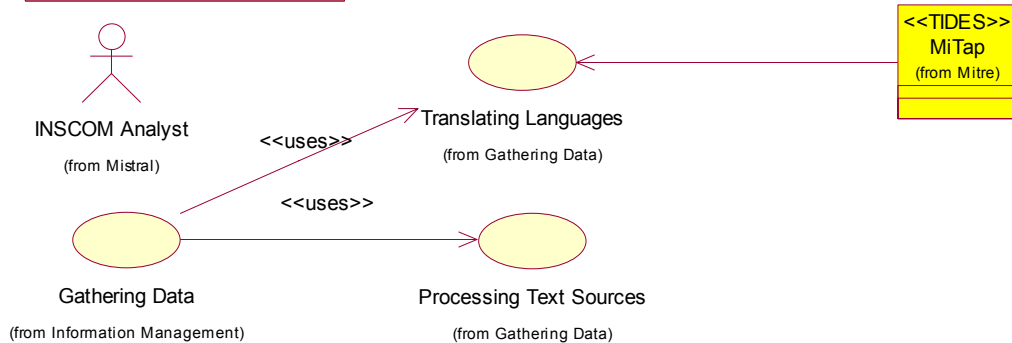 <<TIDES>>
MiTap
(from Mitre)
INSCOM Analyst
(from Mistral)
Translating Languages
(from Gathering Data)
<<uses>>
<<uses>>
Gathering Data
(from Information Management)
Processing Text Sources
(from Gathering Data)